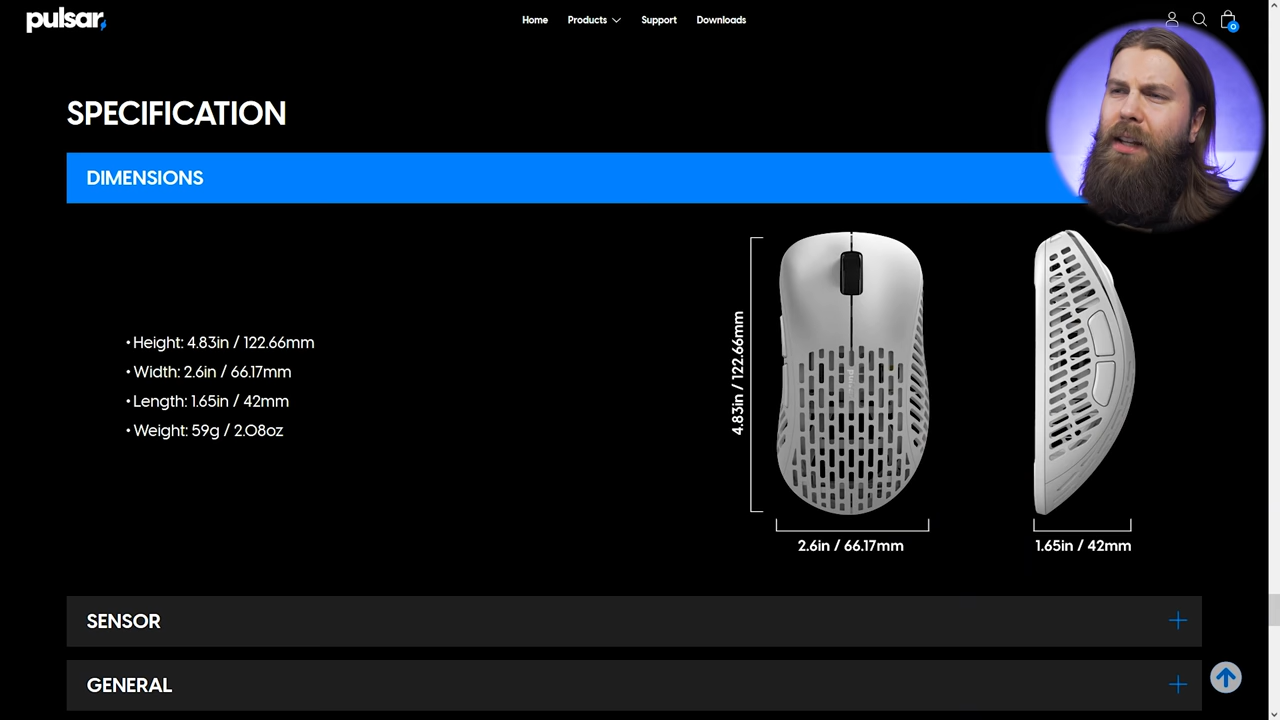 pulsar
Home Products Support Downloads
0
SPECIFICATION
DIMENSIONS
• Height: 4.83in / 122.66mm
• Width: 2.6in / 66.17mm
• Length: 1.65in / 42mm
• Weight: 59g / 2.08oz
4.83in / 122.66mm
2.6in / 66.17mm
1.65in / 42mm
SENSOR
GENERAL